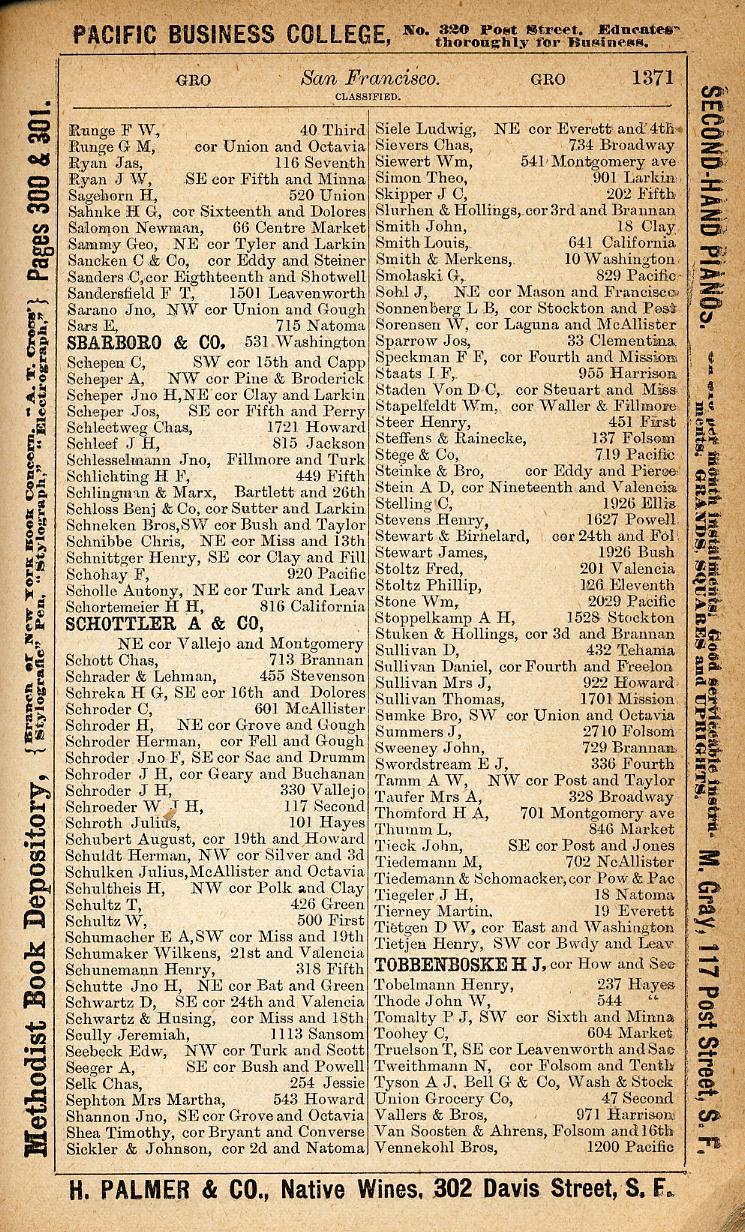 PACIFIC BUSINESS COLLEGE, No. 320 Post Street. Educates
thoroughly for Business.
GRO San Francisco. GRO 1371
CLASSIFIED.
Runge F W, 40 Third
Runge G M, cor Union and Octavia
Ryan Jas, 116 Seventh
Ryan J W, SE cor Fifth and Minna
Sagehorn H, 520 Union
Sahnke H G, cor Sixteenth and Dolores
Salomon Newman, 66 Centre Market
Sammy Geo, NE cor Tyler and Larkin
Sancken C & Co, cor Eddy and Steiner
Sanders C, cor Eigthteenth and Shotwell
Sandersfield F T, 1501 Leavenworth
Sarano Jno, NW cor Union and Gough
Sars E, 715 Natoma
SBARBORO & CO. 531 Washington
Schepen C, SW cor 15th and Capp
Scheper A, NW cor Pine & Broderick
Scheper Jno H, NE cor Clay and Larkin
Scheper Jos, SE cor Fifth and Perry
Schlectweg Chas, 1721 Howard
Schleef J H, 815 Jackson
Schlesselmann Jno, Fillmore and Turk
Schlichting H F, 449 Fifth
Schlingman & Marx, Bartlett and 26th
Schloss Benj & Co, cor Sutter and Larkin
Schneken Bros, SW cor Bush and Taylor
Schnibbe Chris, NE cor Miss and 13th
Schnittger Henry, SE cor Clay and Fill
Schohay F, 920 Pacific
Scholle Antony, NE cor Turk and Leav
Schortemeier H H, 816 California
SCHOTTLER A & CO,
NE cor Vallejo and Montgomery
Schott Chas, 713 Brannan
Schrader & Lehman, 455 Stevenson
Schreka H G, SE cor 16th and Dolores
Schroder C, 601 McAllister
Schroder H, NE cor Grove and Gough
Schroder Herman, cor Fell and Gough
Schroder Jno F, SE cor Sac and Drumm
Schroder J H, cor Geary and Buchanan
Schroder J H, 330 Vallejo
Schroeder W J H, 117 Second
Schroth Julius, 101 Hayes
Schubert August, cor 19th and Howard
Schuldt Herman, NW cor Silver and 3d
Schulken Julius, McAllister and Octavia
Schultheis H, NW cor Polk and Clay
Schultz T, 426 Green
Schultz W, 500 First
Schumacher E A, SW cor Miss and 19th
Schumaker Wilkens, 21st and Valencia
Schunemann Henry, 318 Fifth
Schutte Jno H, NE cor Bat and Green
Schwartz D, SE cor 24th and Valencia
Schwartz & Husing, cor Miss and 18th
Scully Jeremiah, 1113 Sansom
Seebeck Edw, NW cor Turk and Scott
Seeger A, SE cor Bush and Powell
Selk Chas, 254 Jessie
Sephton Mrs Martha, 543 Howard
Shannon Jno, SE cor Grove and Octavia
Shea Timothy, cor Bryant and Converse
Sickler & Johnson, cor 2d and Natoma
Siele Ludwig, NE cor Everett and 4th
Sievers Chas, 734 Broadway
Siewert Wm, 541 Montgomery ave
Simon Theo, 901 Larkin
Skipper J C, 202 Fifth
Slurhen & Hollings, cor 3rd and Brannan
Smith John, 18 Clay
Smith Louis, 641 California
Smith & Merkens, 10 Washington
Smolaski G, 829 Pacific
Sohl J, NE cor Mason and Francisco
Sonnenberg L B, cor Stockton and Post
Sorensen W, cor Laguna and McAllister
Sparrow Jos, 33 Clementina
Speckman F F, cor Fourth and Mission
Staats I F, 955 Harrison
Staden Von D C, cor Steuart and Miss
Stapelfeldt Wm, cor Waller & Fillmore
Steer Henry, 451 First
Steffens & Rainecke, 137 Folsom
Stege & Co, 719 Pacific
Steinke & Bro, cor Eddy and Pierce
Stein A D, cor Nineteenth and Valencia
Stelling C, 1926 Ellis
Stevens Henry, 1627 Powell
Stewart & Birnelard, cor 24th and Fol
Stewart James, 1926 Bush
Stoltz Fred, 201 Valencia
Stoltz Phillip, 126 Eleventh
Stone Wm, 2029 Pacific
Stoppelkamp A H, 1528 Stockton
Stuken & Hollings, cor 3d and Brannan
Sullivan D, 432 Tehama
Sullivan Daniel, cor Fourth and Freelon
Sullivan Mrs J, 922 Howard
Sullivan Thomas, 1701 Mission
Sumke Bro, SW cor Union and Octavia
Summers J, 2710 Folsom
Sweeney John, 729 Brannan
Swordstream E J, 336 Fourth
Tamm A W, NW cor Post and Taylor
Taufer Mrs A, 328 Broadway
Thomford H A, 701 Montgomery ave
Thumm L, 846 Market
Tieck John, SE cor Post and Jones
Tiedemann M, 702 NcAllister
Tiedemann & Schomacker, cor Pow & Pac
Tiegeler J H, 18 Natoma
Tierney Martin, 19 Everett
Tietgen D W, cor East and Washington
Tietjen Henry, SW cor Bwdy and Leav
TOBBENBOSKE H J, cor How and Sec
Tobelmann Henry, 237 Hayes
Thode John W, 544 "
Tomalty P J, SW cor Sixth and Minna
Toohey C, 604 Market
Truelson T, SE cor Leavenworth and Sac
Tweithmann N, cor Folsom and Tenth
Tyson A J, Bell G & Co, Wash & Stock
Union Grocery Co, 47 Second
Vallers & Bros, 971 Harrison
Van Soosten & Ahrens, Folsom and 16th
Vennekohl Bros, 1200 Pacific
Methodist Book Depository, { Branch of New York Book Concern. "A. T. Cross'
Stylografic" Pen, "Stylograph," "Electrograph," } Pages 300 & 301.
SECOND-HAND PIANOS. per month instalments. Good serviceable instru-
ments. GRANDS, SQUARES and UPRIGHTS. M. Gray, 117 Post Street, S. F.
H. PALMER & CO., Native Wines, 302 Davis Street, S. F.